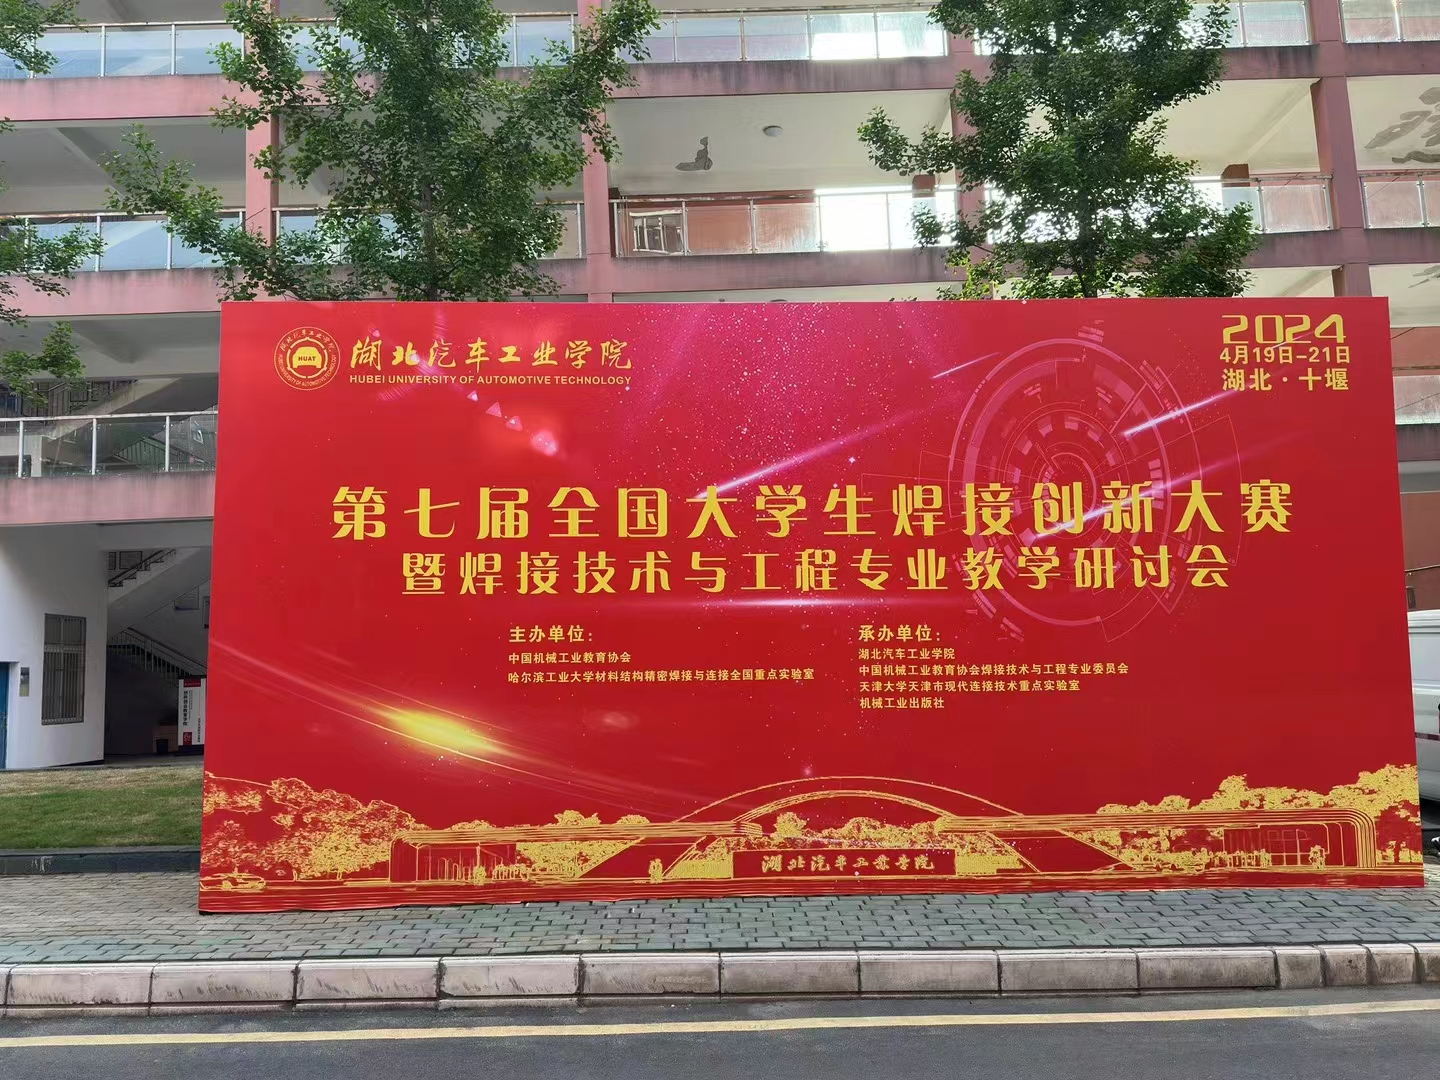 湖北汽车工业学院
HUBEI UNIVERSITY OF AUTOMOTIVE TECHNOLOGY
HUAT
2024
4月19日-21日
湖北·十堰
第七届全国大学生焊接创新大赛
暨焊接技术与工程专业教学研讨会
主办单位：
中国机械工业教育协会
哈尔滨工业大学材料结构精密焊接与连接全国重点实验室
承办单位：
湖北汽车工业学院
中国机械工业教育协会焊接技术与工程专业委员会
天津大学天津市现代连接技术重点实验室
机械工业出版社
湖北汽车工业学院